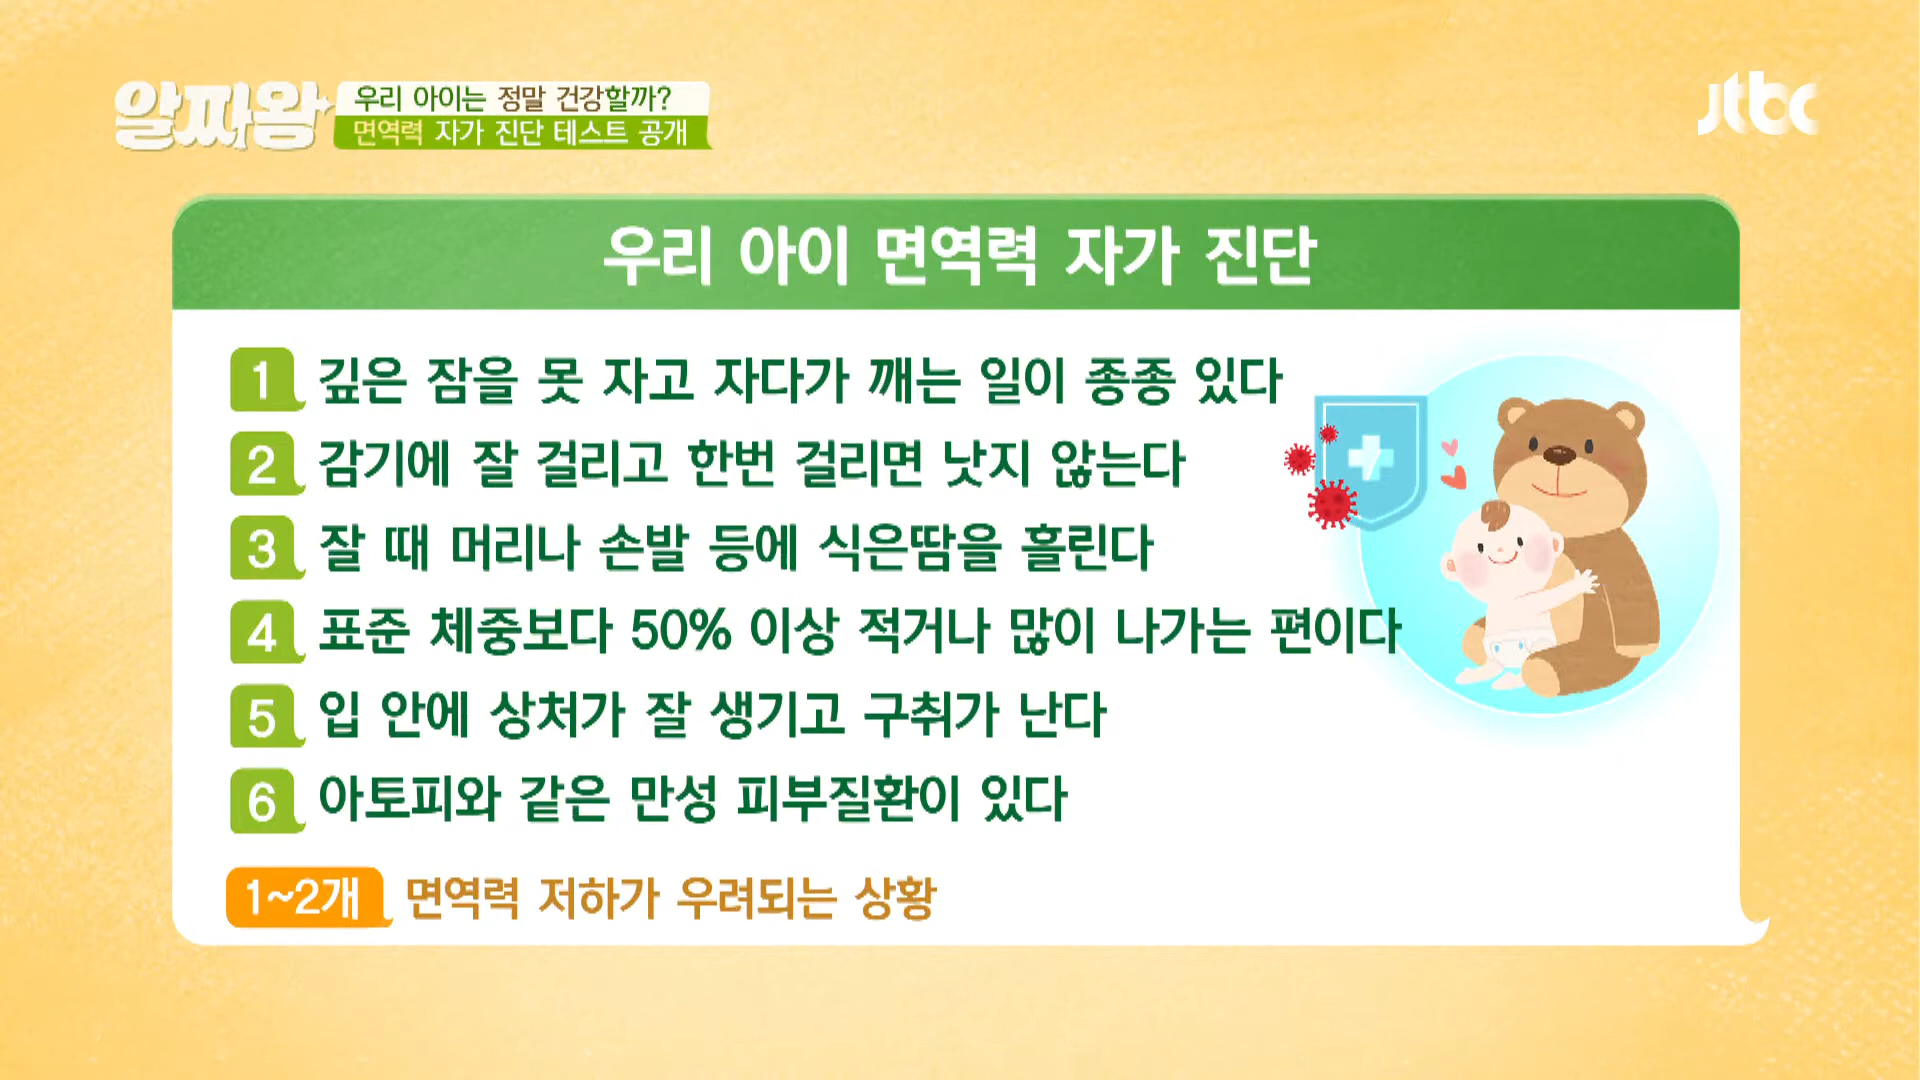 알짜왕
우리 아이는 정말 건강할까?
면역력 자가 진단 테스트 공개
jtbc
우리 아이 면역력 자가 진단
1 깊은 잠을 못 자고 자다가 깨는 일이 종종 있다
2 감기에 잘 걸리고 한번 걸리면 낫지 않는다
3 잘 때 머리나 손발 등에 식은땀을 흘린다
4 표준 체중보다 50% 이상 적거나 많이 나가는 편이다
5 입 안에 상처가 잘 생기고 구취가 난다
6 아토피와 같은 만성 피부질환이 있다
1~2개 면역력 저하가 우려되는 상황